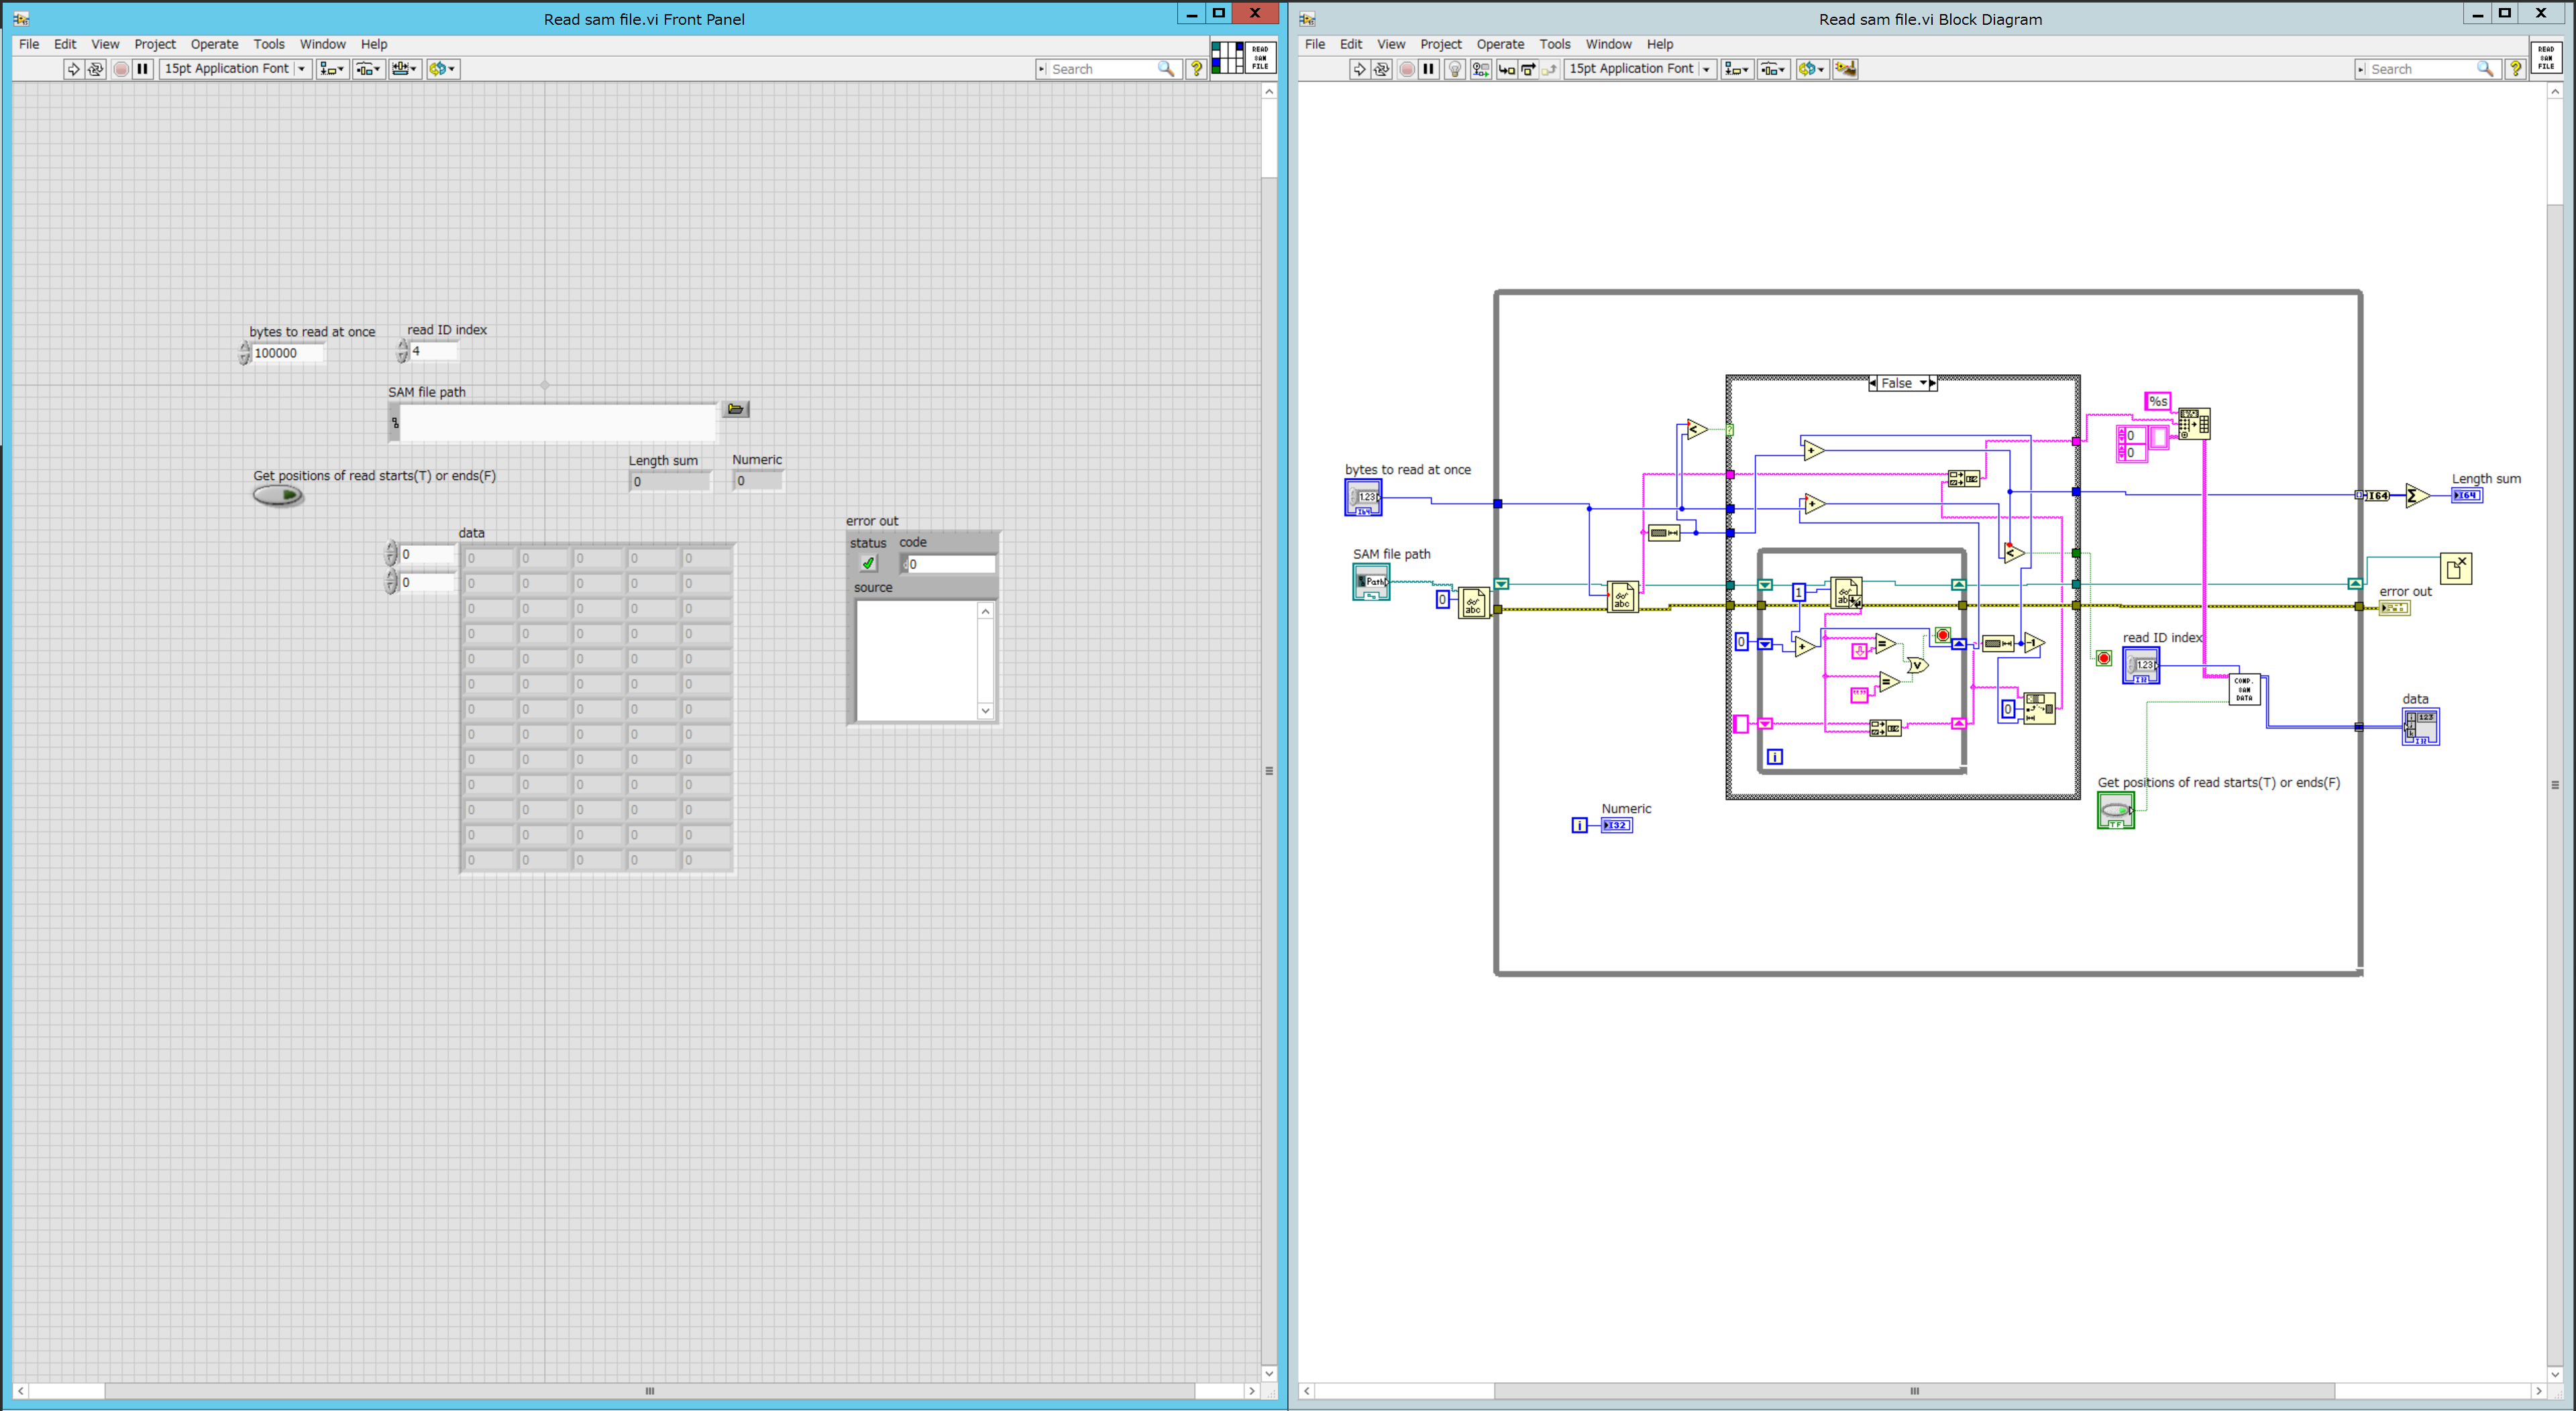 Read sam file.vi Front Panel
File Edit View Project Operate Tools Window Help
15pt Application Font
Search
READ
SAM
FILE
bytes to read at once
100000
read ID index
4
SAM file path
Get positions of read starts(T) or ends(F)
Length sum
0
Numeric
0
data
0
0
0 0 0 0 0
0 0 0 0 0
0 0 0 0 0
0 0 0 0 0
0 0 0 0 0
0 0 0 0 0
0 0 0 0 0
0 0 0 0 0
0 0 0 0 0
0 0 0 0 0
0 0 0 0 0
0 0 0 0 0
0 0 0 0 0
error out
status code
0
source
Read sam file.vi Block Diagram
File Edit View Project Operate Tools Window Help
15pt Application Font
Search
READ
SAM
FILE
False
%s
0
0
bytes to read at once
1.23
I64
SAM file path
Path
0
abc
abc
1
abc
0
i
0
-1
Numeric
i
I32
read ID index
1.23
COMP.
SAM
DATA
Get positions of read starts(T) or ends(F)
TF
I64
Length sum
I64
error out
data
123